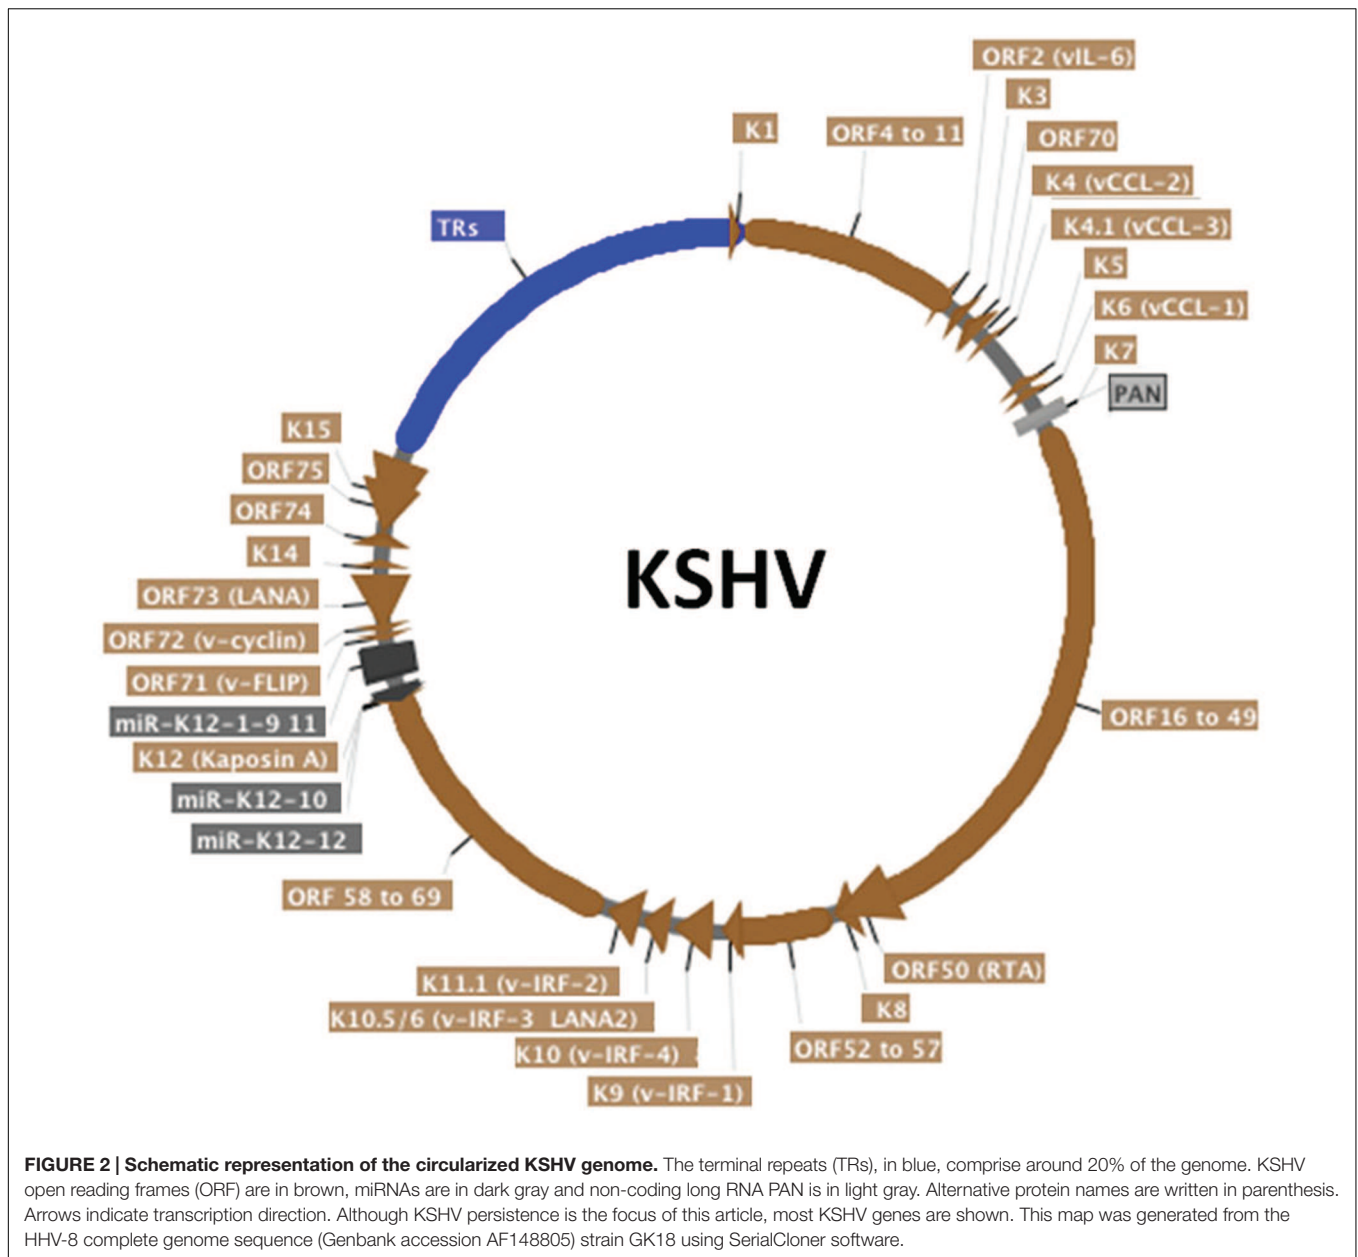 ORF2 (vIL-6)
K3
K1
ORF4 to 11
ORF70
K4 (vCCL-2)
TRs
K4.1 (vCCL-3)
K5
K6 (vCCL-1)
K7
PAN
K15
ORF75
ORF74
K14
KSHV
ORF73 (LANA)
ORF72 (v-cyclin)
ORF71 (v-FLIP)
miR-K12-1-9 11
ORF16 to 49
K12 (Kaposin A)
miR-K12-10
miR-K12-12
ORF 58 to 69
ORF50 (RTA)
K11.1 (v-IRF-2)
K8
K10.5/6 (v-IRF-3 LANA2)
ORF52 to 57
K10 (v-IRF-4)
K9 (v-IRF-1)
FIGURE 2 | Schematic representation of the circularized KSHV genome. The terminal repeats (TRs), in blue, comprise around 20% of the genome. KSHV
open reading frames (ORF) are in brown, miRNAs are in dark gray and non-coding long RNA PAN is in light gray. Alternative protein names are written in parenthesis.
Arrows indicate transcription direction. Although KSHV persistence is the focus of this article, most KSHV genes are shown. This map was generated from the
HHV-8 complete genome sequence (Genbank accession AF148805) strain GK18 using SerialCloner software.